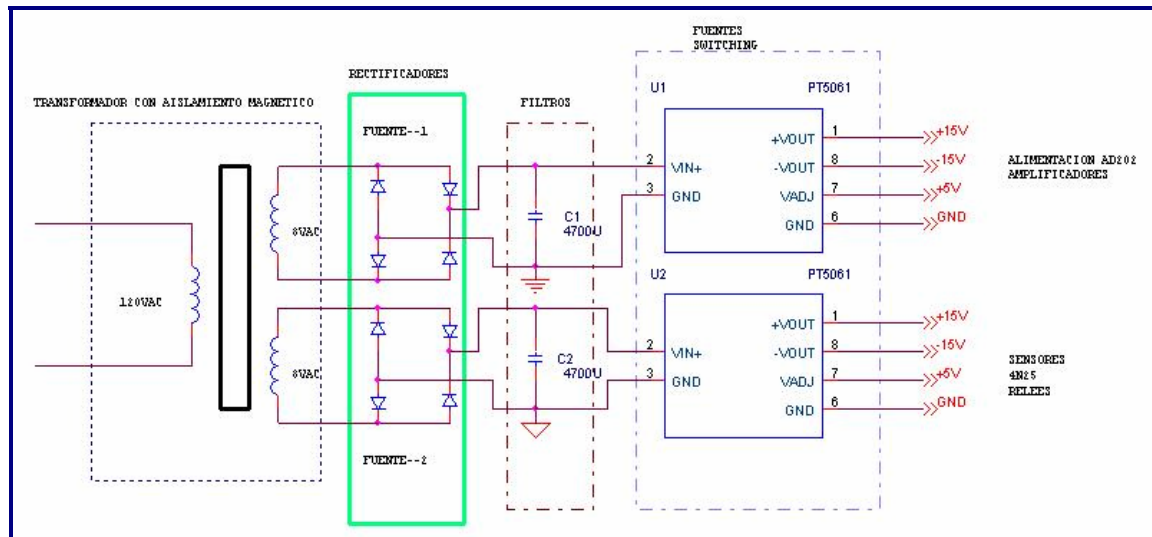 FUENTES
SWITCHING
RECTIFICADORES
TRANSFORMADOR CON AISLAMIENTO MAGNETICO
FILTROS
U1 PT5061
FUENTE--1
1 +15V
+VOUT
2 VIN+
8 -15V
-VOUT
ALIMENTACION AD202
AMPLIFICADORES
3 GND
7 +5V
VADJ
C1
4700U
6 GND
GND
8VAC
120VAC
U2 PT5061
1 +15V
+VOUT
2 VIN+
8 -15V
-VOUT
C2
4700U
8VAC
3 GND
7 +5V
VADJ
SENSORES
4N25
RELEES
6 GND
GND
FUENTE--2